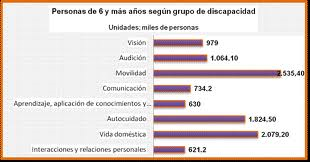 Personas de 6 y más años según grupo de discapacidad
Unidades; miles de personas
Visión 979
Audición 1.064,10
Movilidad 2.535,40
Comunicación 734,2
Aprendizaje, aplicación de conocimientos y... 630
Autocuidado 1.824,50
Vida doméstica 2.079,20
Interacciones y relaciones personales 621,2